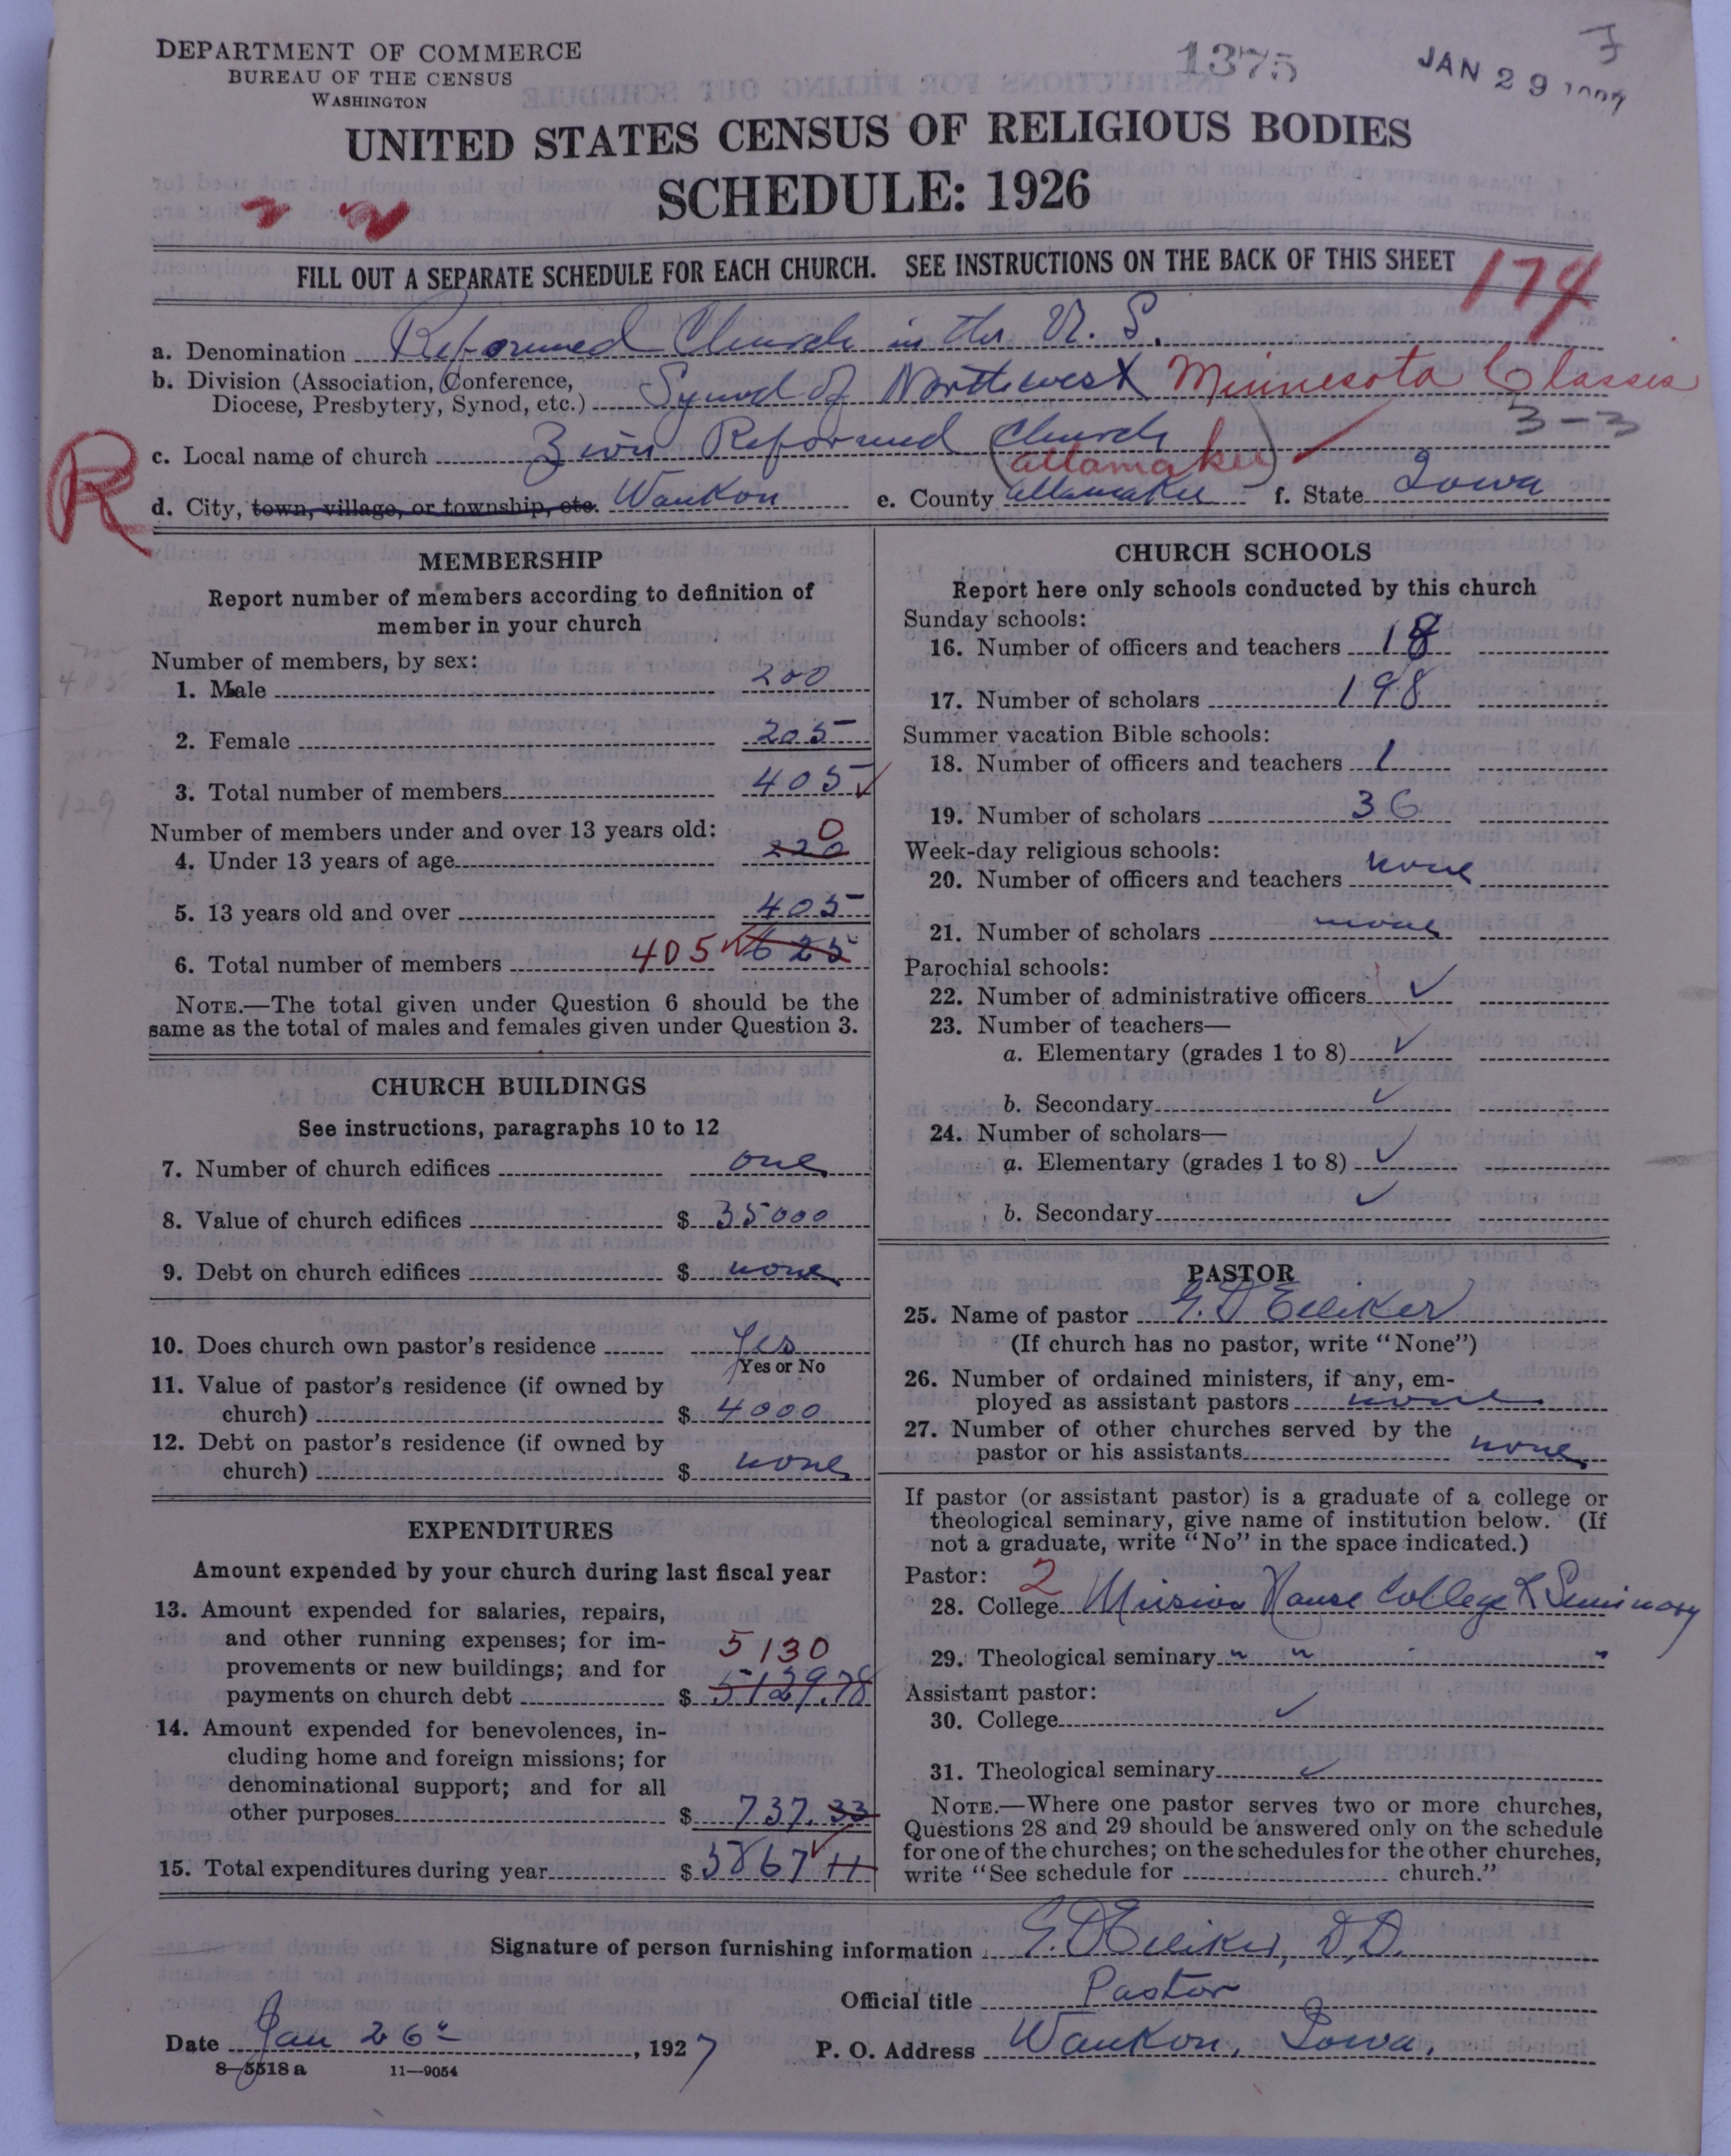 DEPARTMENT OF COMMERCE
BUREAU OF THE CENSUS
WASHINGTON
1375
JAN 29 1927
UNITED STATES CENSUS OF RELIGIOUS BODIES
SCHEDULE: 1926
FILL OUT A SEPARATE SCHEDULE FOR EACH CHURCH. SEE INSTRUCTIONS ON THE BACK OF THIS SHEET
174
a. Denomination Reformed Church in the U. S.
b. Division (Association, Conference,
Diocese, Presbytery, Synod, etc.) Synod of Northwest Minnesota Classis
3-3
c. Local name of church Zion Reformed Church
(allamakee)
R
d. City, town, village, or township, etc. Waukon e. County Allamakee f. State Iowa
MEMBERSHIP
Report number of members according to definition of
member in your church
Number of members, by sex:
1. Male 200
2. Female 205
3. Total number of members 405
Number of members under and over 13 years old:
0
4. Under 13 years of age 220
5. 13 years old and over 405
6. Total number of members 405 625
NOTE.—The total given under Question 6 should be the
same as the total of males and females given under Question 3.
CHURCH BUILDINGS
See instructions, paragraphs 10 to 12
7. Number of church edifices one
8. Value of church edifices $ 35000
9. Debt on church edifices $ none
10. Does church own pastor's residence Yes
Yes or No
11. Value of pastor's residence (if owned by
church) $ 4000
12. Debt on pastor's residence (if owned by
church) $ none
EXPENDITURES
Amount expended by your church during last fiscal year
13. Amount expended for salaries, repairs,
and other running expenses; for im-
provements or new buildings; and for
5130
payments on church debt $ 5129.78
14. Amount expended for benevolences, in-
cluding home and foreign missions; for
denominational support; and for all
other purposes $ 737.33
15. Total expenditures during year $ 5867 11
CHURCH SCHOOLS
Report here only schools conducted by this church
Sunday schools:
16. Number of officers and teachers 18
17. Number of scholars 198
Summer vacation Bible schools:
18. Number of officers and teachers 1
19. Number of scholars 36
Week-day religious schools:
20. Number of officers and teachers none
21. Number of scholars none
Parochial schools:
22. Number of administrative officers
23. Number of teachers—
a. Elementary (grades 1 to 8)
b. Secondary
24. Number of scholars—
a. Elementary (grades 1 to 8)
b. Secondary
PASTOR
25. Name of pastor G. D. Elliker
(If church has no pastor, write "None")
26. Number of ordained ministers, if any, em-
ployed as assistant pastors none
27. Number of other churches served by the
pastor or his assistants none
If pastor (or assistant pastor) is a graduate of a college or
theological seminary, give name of institution below. (If
not a graduate, write "No" in the space indicated.)
Pastor: 2
28. College Mission House College & Seminary
29. Theological seminary " " "
Assistant pastor:
30. College
31. Theological seminary
NOTE.—Where one pastor serves two or more churches,
Questions 28 and 29 should be answered only on the schedule
for one of the churches; on the schedules for the other churches,
write "See schedule for church."
Signature of person furnishing information G. D. Elliker, D.D.
Official title Pastor
Date Jan 26, 1927 P. O. Address Waukon, Iowa.
8-5518 a 11-9054